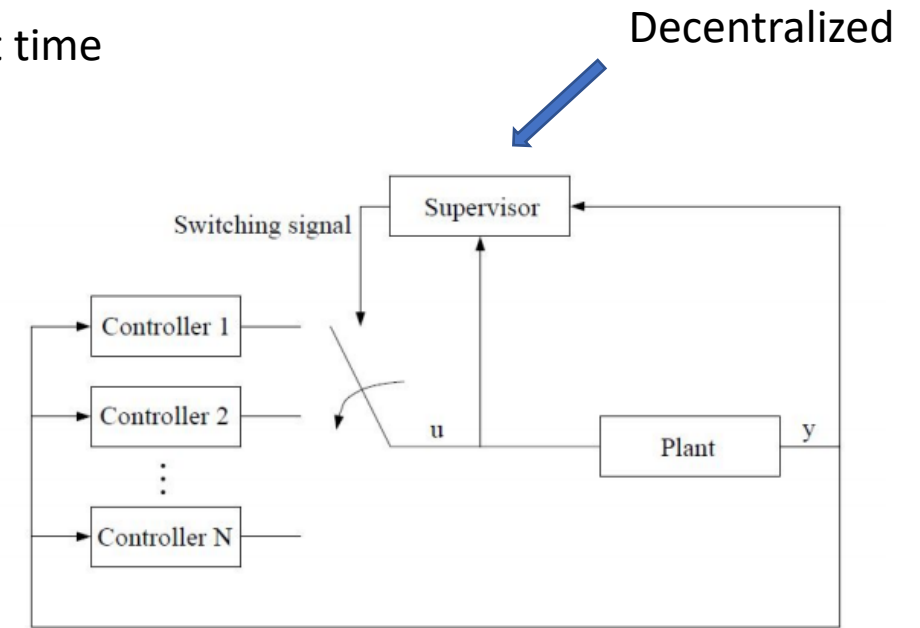 time
Decentralized
Supervisor
Switching signal
Controller 1
Controller 2
u
Plant
y
Controller N